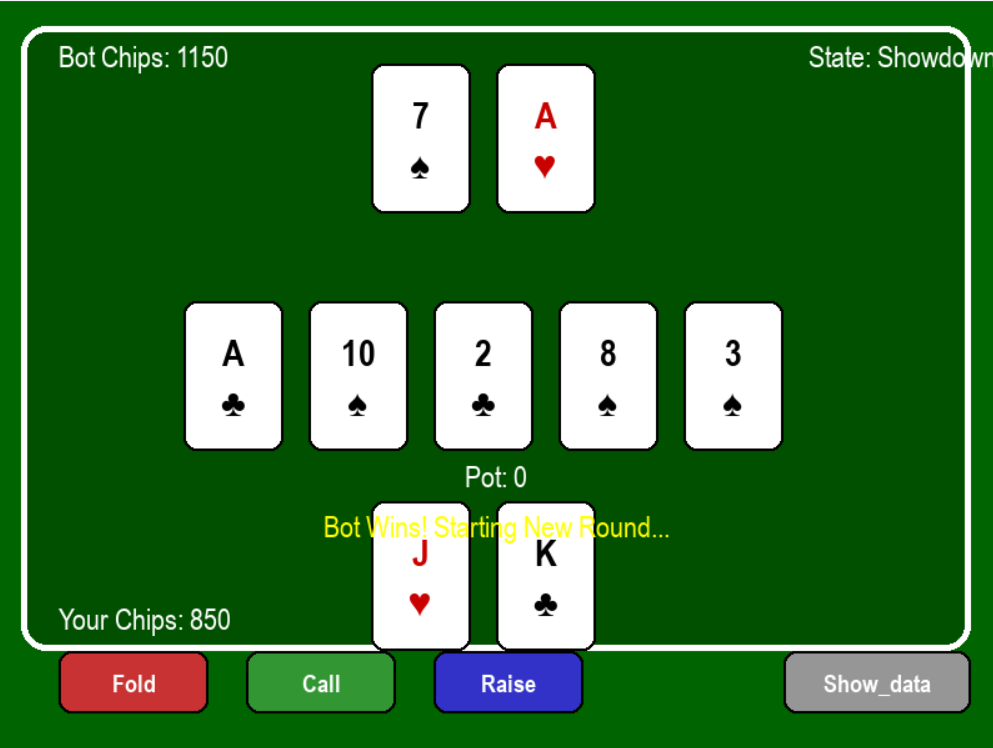 Bot Chips: 1150
State: Showdown
7
♠
A
♥
A
♣
10
♠
2
♣
8
♠
3
♠
Pot: 0
Bot Wins! Starting New Round...
J
♥
K
♣
Your Chips: 850
Fold
Call
Raise
Show_data